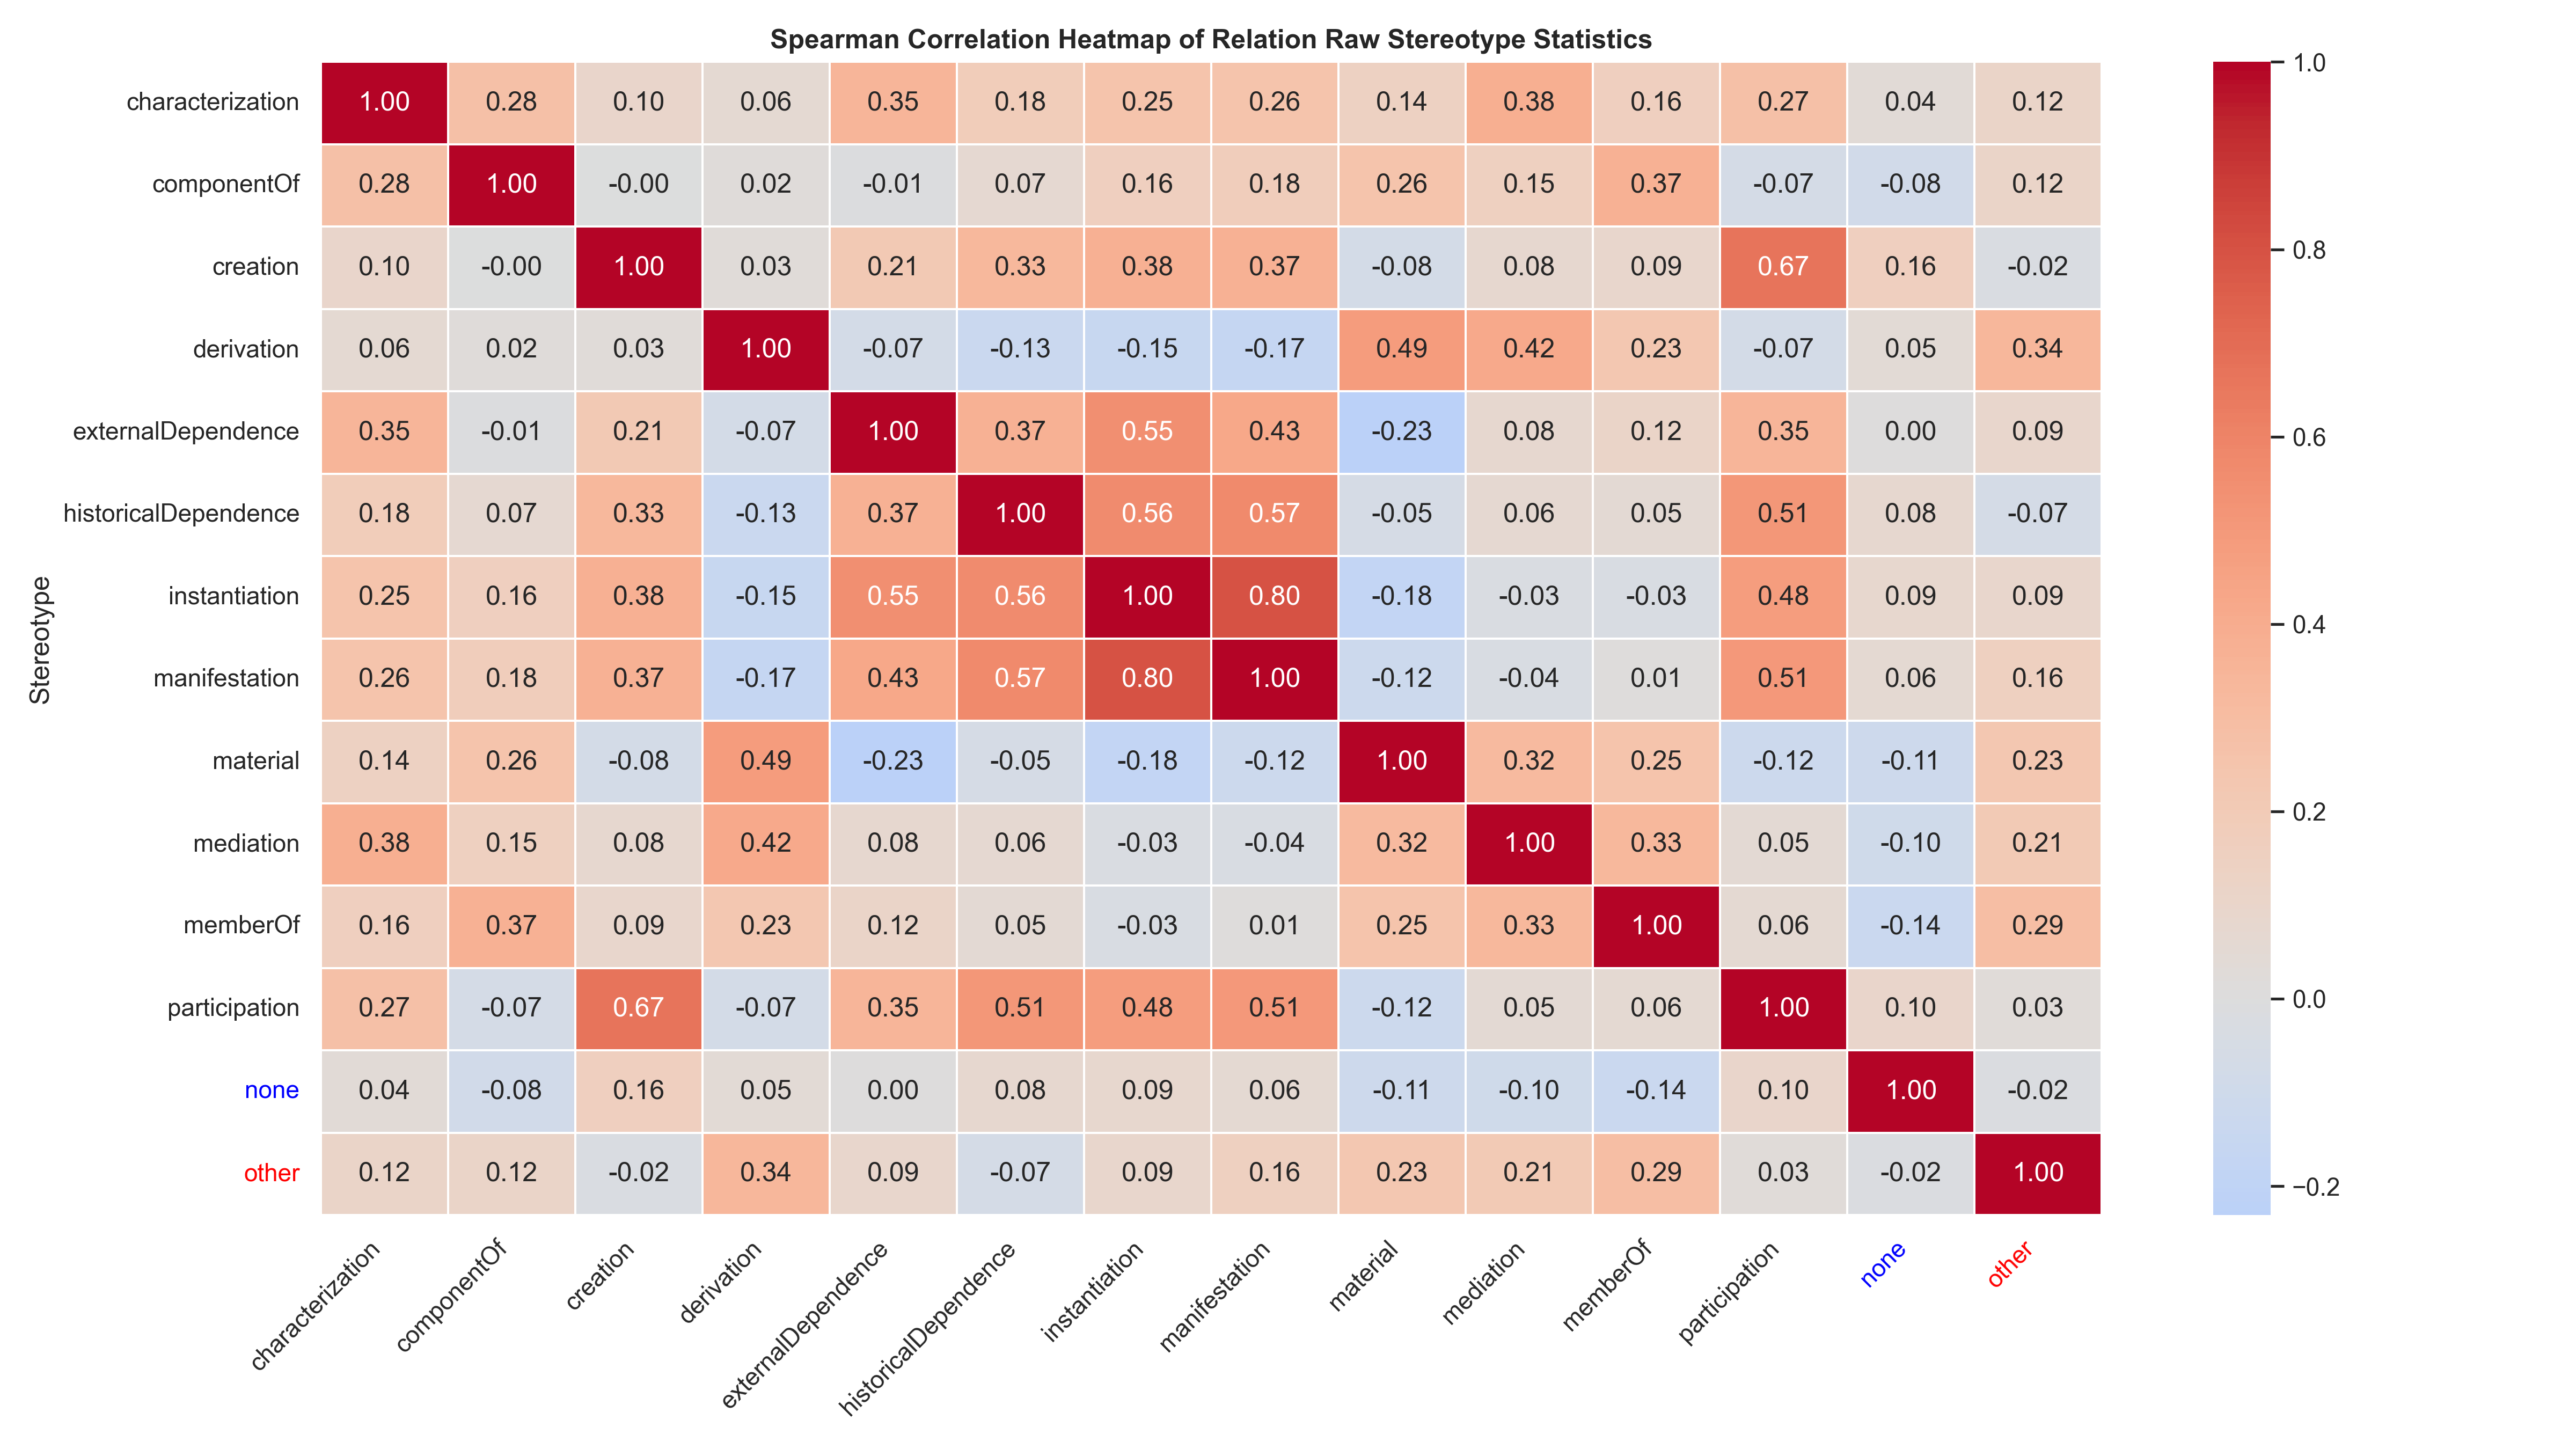 Spearman Correlation Heatmap of Relation Raw Stereotype Statistics
Stereotype
characterization 1.00 0.28 0.10 0.06 0.35 0.18 0.25 0.26 0.14 0.38 0.16 0.27 0.04 0.12
componentOf 0.28 1.00 -0.00 0.02 -0.01 0.07 0.16 0.18 0.26 0.15 0.37 -0.07 -0.08 0.12
creation 0.10 -0.00 1.00 0.03 0.21 0.33 0.38 0.37 -0.08 0.08 0.09 0.67 0.16 -0.02
derivation 0.06 0.02 0.03 1.00 -0.07 -0.13 -0.15 -0.17 0.49 0.42 0.23 -0.07 0.05 0.34
externalDependence 0.35 -0.01 0.21 -0.07 1.00 0.37 0.55 0.43 -0.23 0.08 0.12 0.35 0.00 0.09
historicalDependence 0.18 0.07 0.33 -0.13 0.37 1.00 0.56 0.57 -0.05 0.06 0.05 0.51 0.08 -0.07
instantiation 0.25 0.16 0.38 -0.15 0.55 0.56 1.00 0.80 -0.18 -0.03 -0.03 0.48 0.09 0.09
manifestation 0.26 0.18 0.37 -0.17 0.43 0.57 0.80 1.00 -0.12 -0.04 0.01 0.51 0.06 0.16
material 0.14 0.26 -0.08 0.49 -0.23 -0.05 -0.18 -0.12 1.00 0.32 0.25 -0.12 -0.11 0.23
mediation 0.38 0.15 0.08 0.42 0.08 0.06 -0.03 -0.04 0.32 1.00 0.33 0.05 -0.10 0.21
memberOf 0.16 0.37 0.09 0.23 0.12 0.05 -0.03 0.01 0.25 0.33 1.00 0.06 -0.14 0.29
participation 0.27 -0.07 0.67 -0.07 0.35 0.51 0.48 0.51 -0.12 0.05 0.06 1.00 0.10 0.03
none 0.04 -0.08 0.16 0.05 0.00 0.08 0.09 0.06 -0.11 -0.10 -0.14 0.10 1.00 -0.02
other 0.12 0.12 -0.02 0.34 0.09 -0.07 0.09 0.16 0.23 0.21 0.29 0.03 -0.02 1.00
characterization componentOf creation derivation externalDependence historicalDependence instantiation manifestation material mediation memberOf participation none other
1.0
0.8
0.6
0.4
0.2
0.0
−0.2